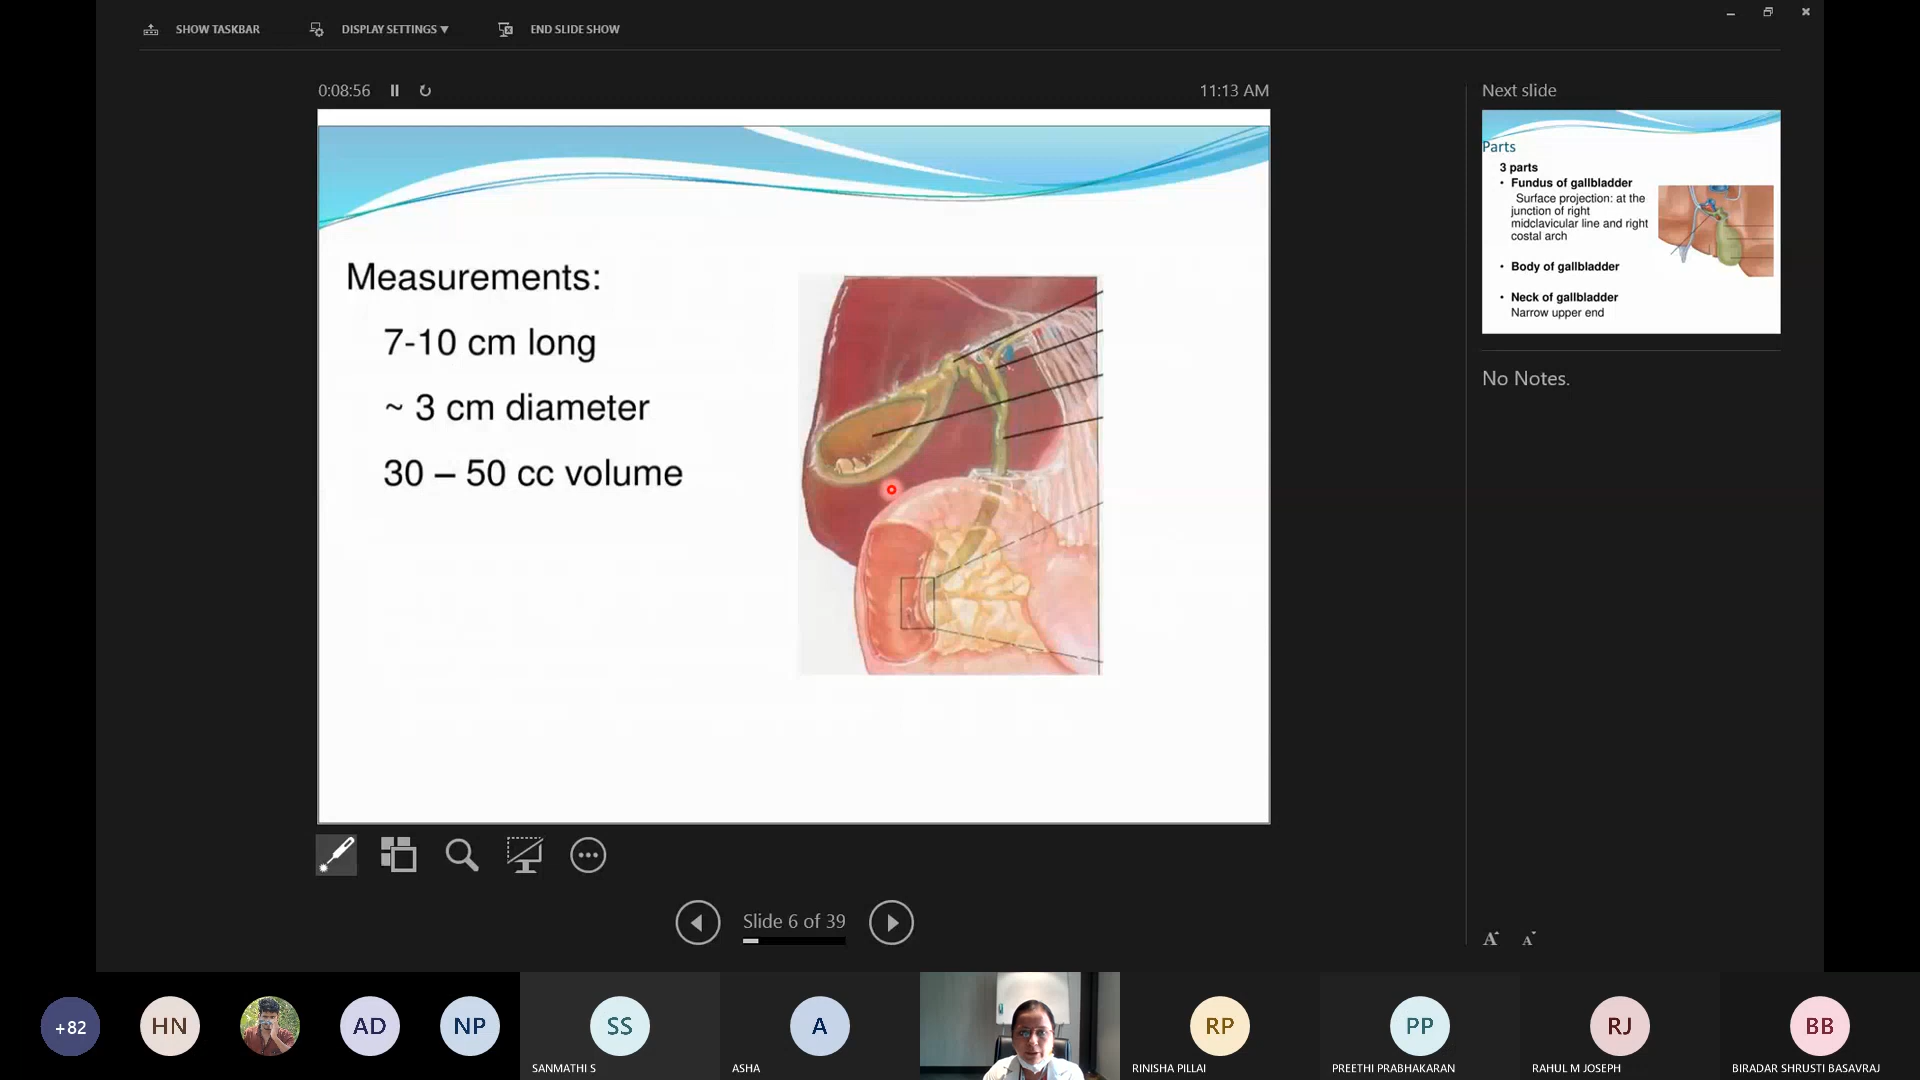 SHOW TASKBAR
DISPLAY SETTINGS ▼
END SLIDE SHOW
0:08:56
11:13 AM
Next slide
Measurements:
7-10 cm long
~ 3 cm diameter
30 – 50 cc volume
Parts
3 parts
• Fundus of gallbladder
Surface projection: at the
junction of right
midclavicular line and right
costal arch
• Body of gallbladder
• Neck of gallbladder
Narrow upper end
No Notes.
Slide 6 of 39
A A
+82
HN
AD
NP
SS
SANMATHI S
A
ASHA
RP
RINISHA PILLAI
PP
PREETHI PRABHAKARAN
RJ
RAHUL M JOSEPH
BB
BIRADAR SHRUSTI BASAVRAJ